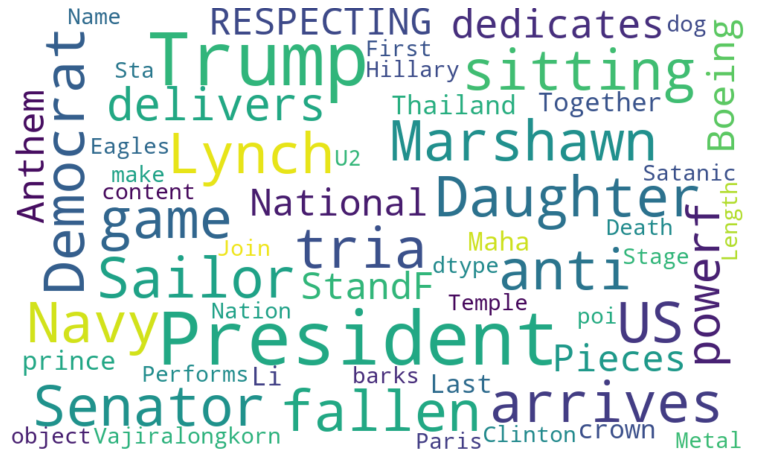 Name
RESPECTING
dedicates
dog
Democrat
Trump
First
Hillary
Sta
sitting
Boeing
delivers
Thailand
Together
Anthem
Eagles
Lynch
U2
Marshawn
make
content
Satanic
National
Daughter
Length
game
Death
powerf
Join
tria
Maha
Stage
dtype
anti
Sailor
StandF
Temple
Navy
Nation
President
poi
US
prince
Pieces
Performs
Li
barks
Last
Senator
fallen
arrives
object
Vajiralongkorn
Paris
Clinton
crown
Metal